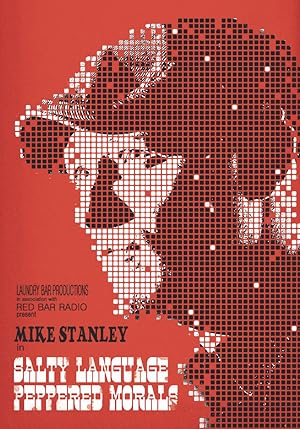 LAUNDRY BAR PRODUCTIONS
in association with
RED BAR RADIO
present
MIKE STANLEY
in
SALTY LANGUAGE
PEPPERED MORALS